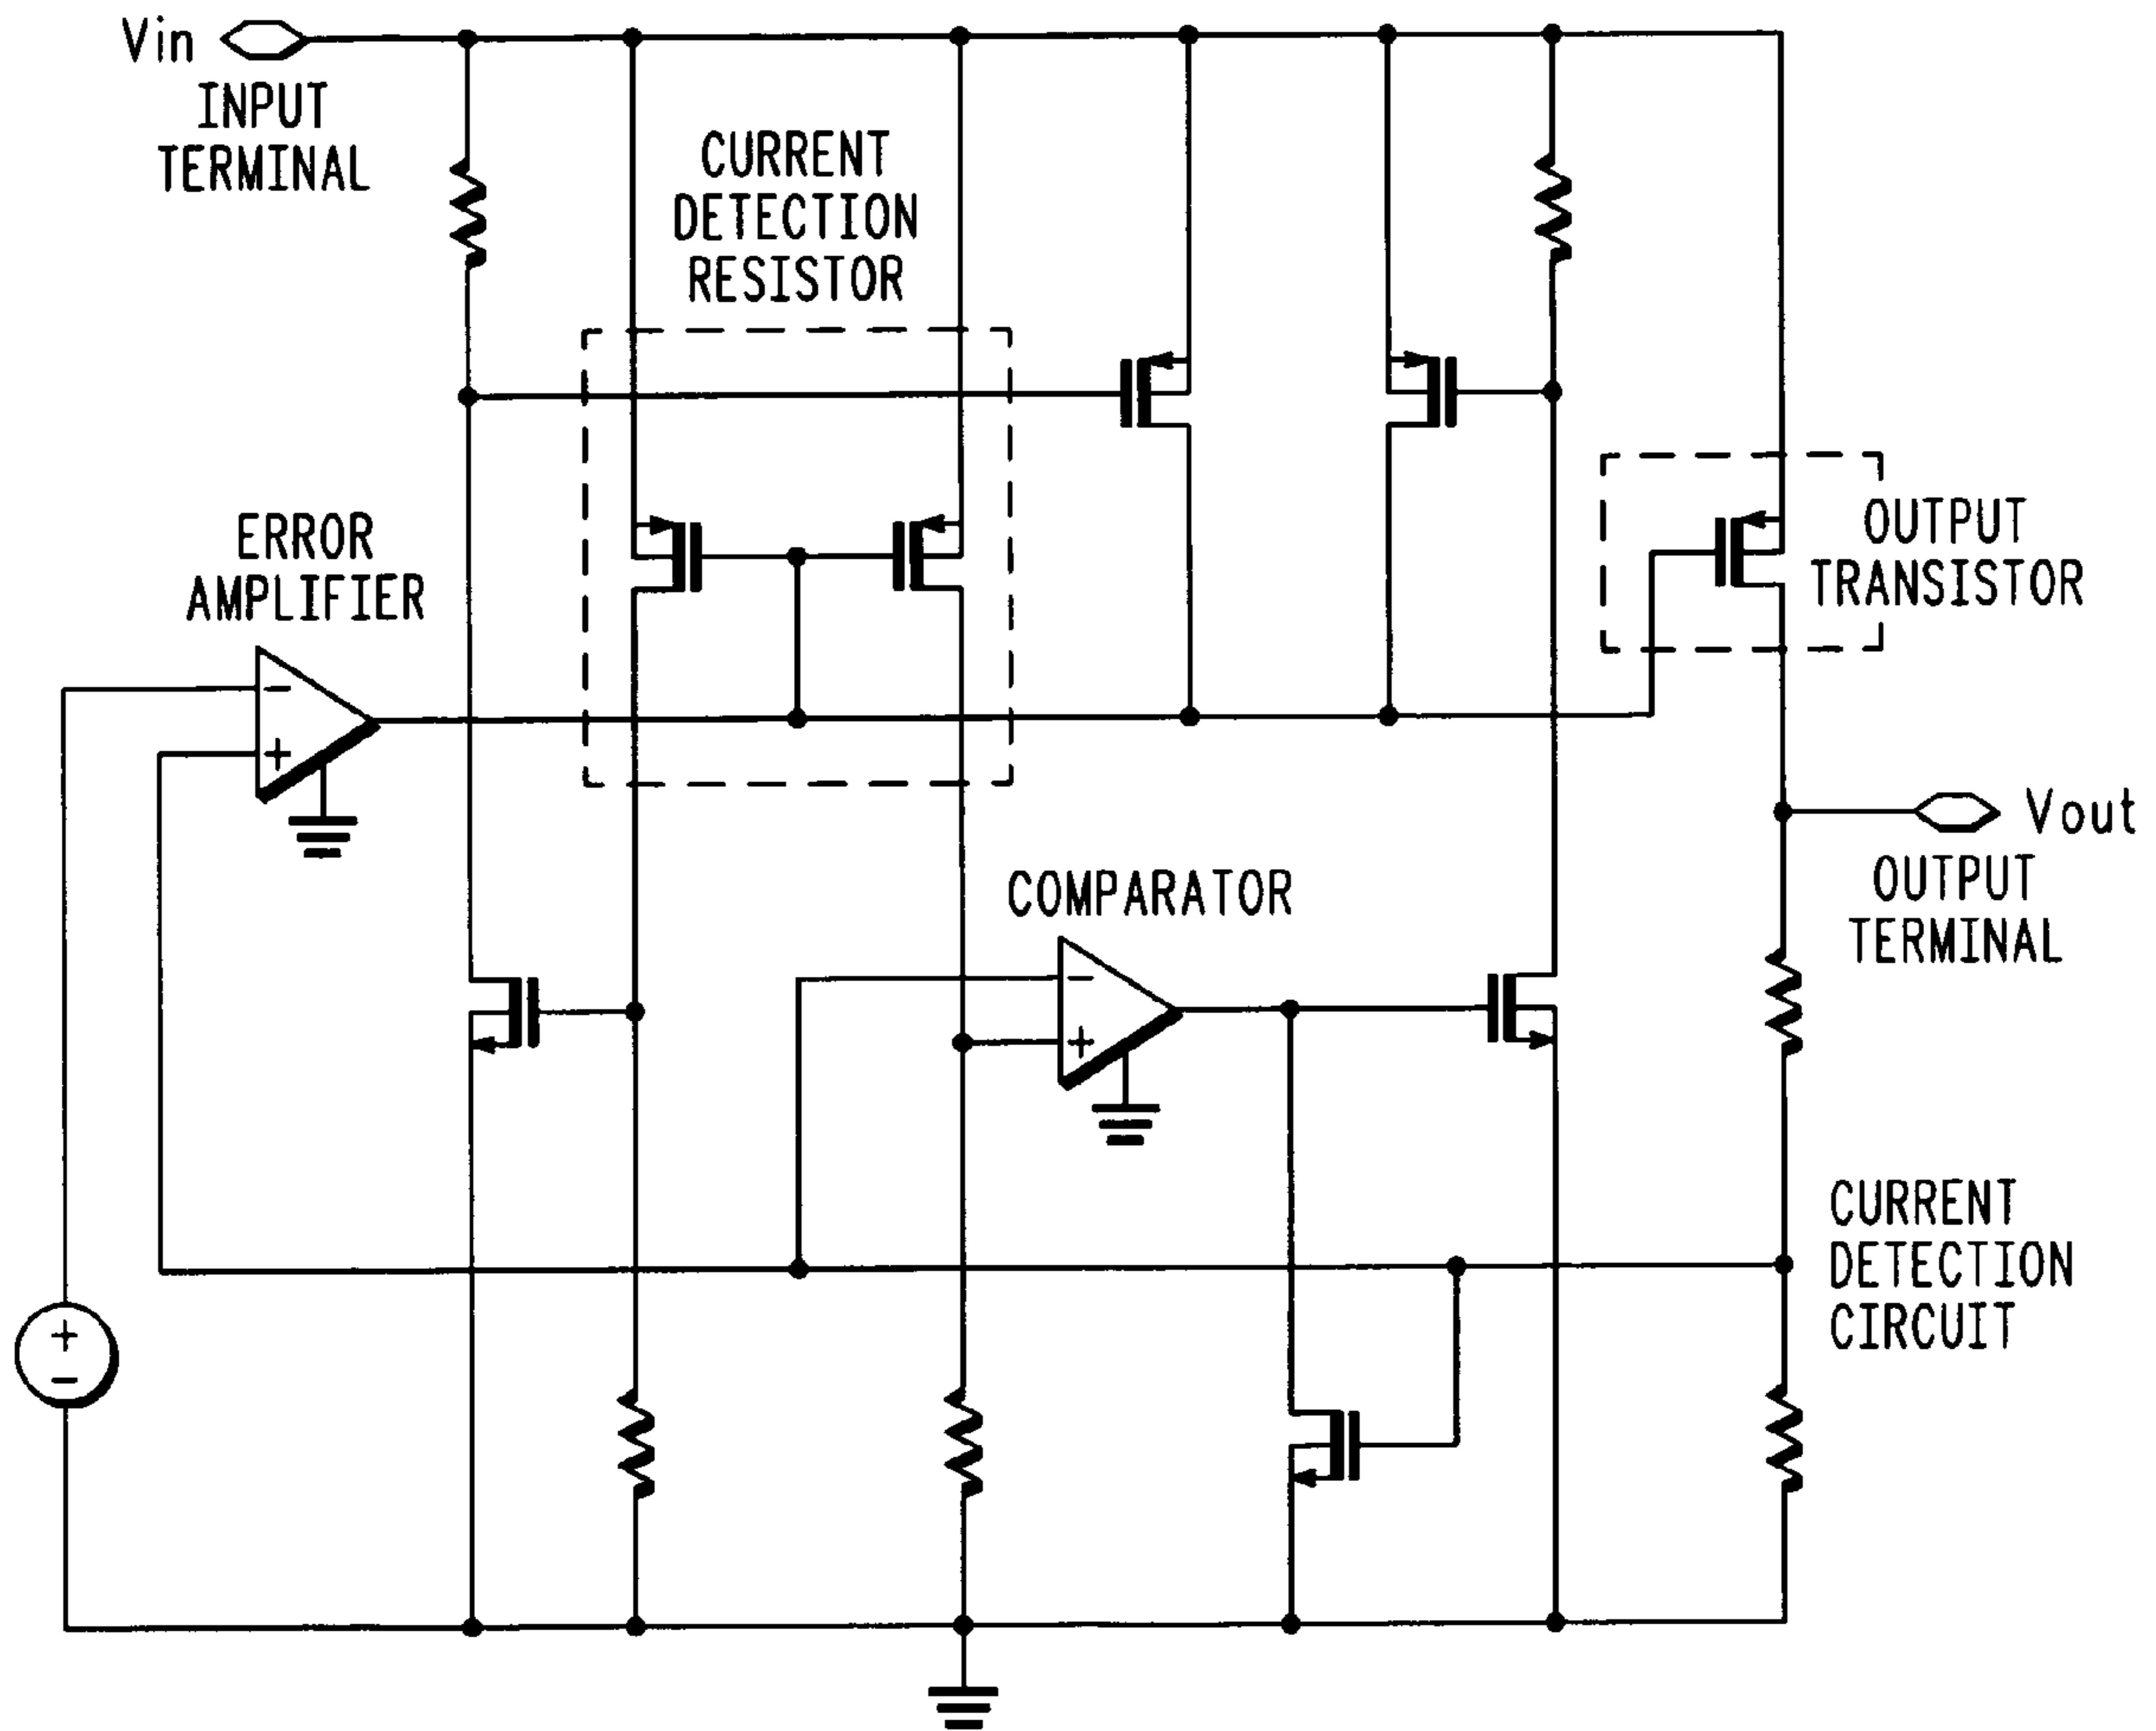 Vin
INPUT
TERMINAL
CURRENT
DETECTION
RESISTOR
ERROR
AMPLIFIER
-
+
OUTPUT
TRANSISTOR
Vout
OUTPUT
TERMINAL
COMPARATOR
-
+
CURRENT
DETECTION
CIRCUIT
+
-